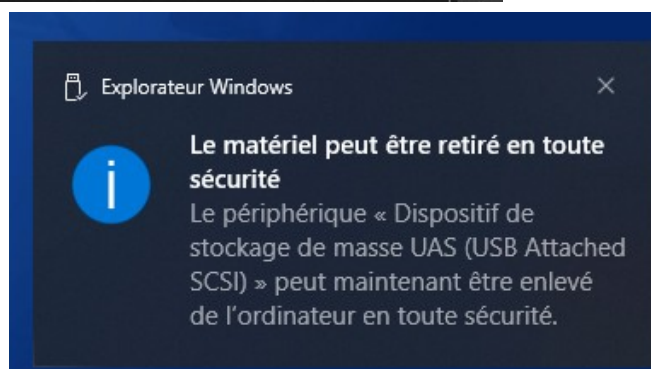 Explorateur Windows
Le matériel peut être retiré en toute
sécurité
Le périphérique « Dispositif de
stockage de masse UAS (USB Attached
SCSI) » peut maintenant être enlevé
de l'ordinateur en toute sécurité.